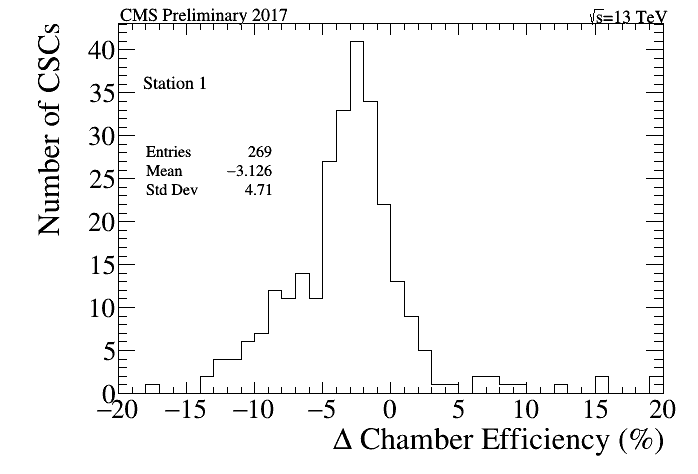 CMS Preliminary 2017
√s=13 TeV
Number of CSCs
Station 1
Entries 269
Mean −3.126
Std Dev 4.71
40
35
30
25
20
15
10
5
0
−20 −15 −10 −5 0 5 10 15 20
Δ Chamber Efficiency (%)